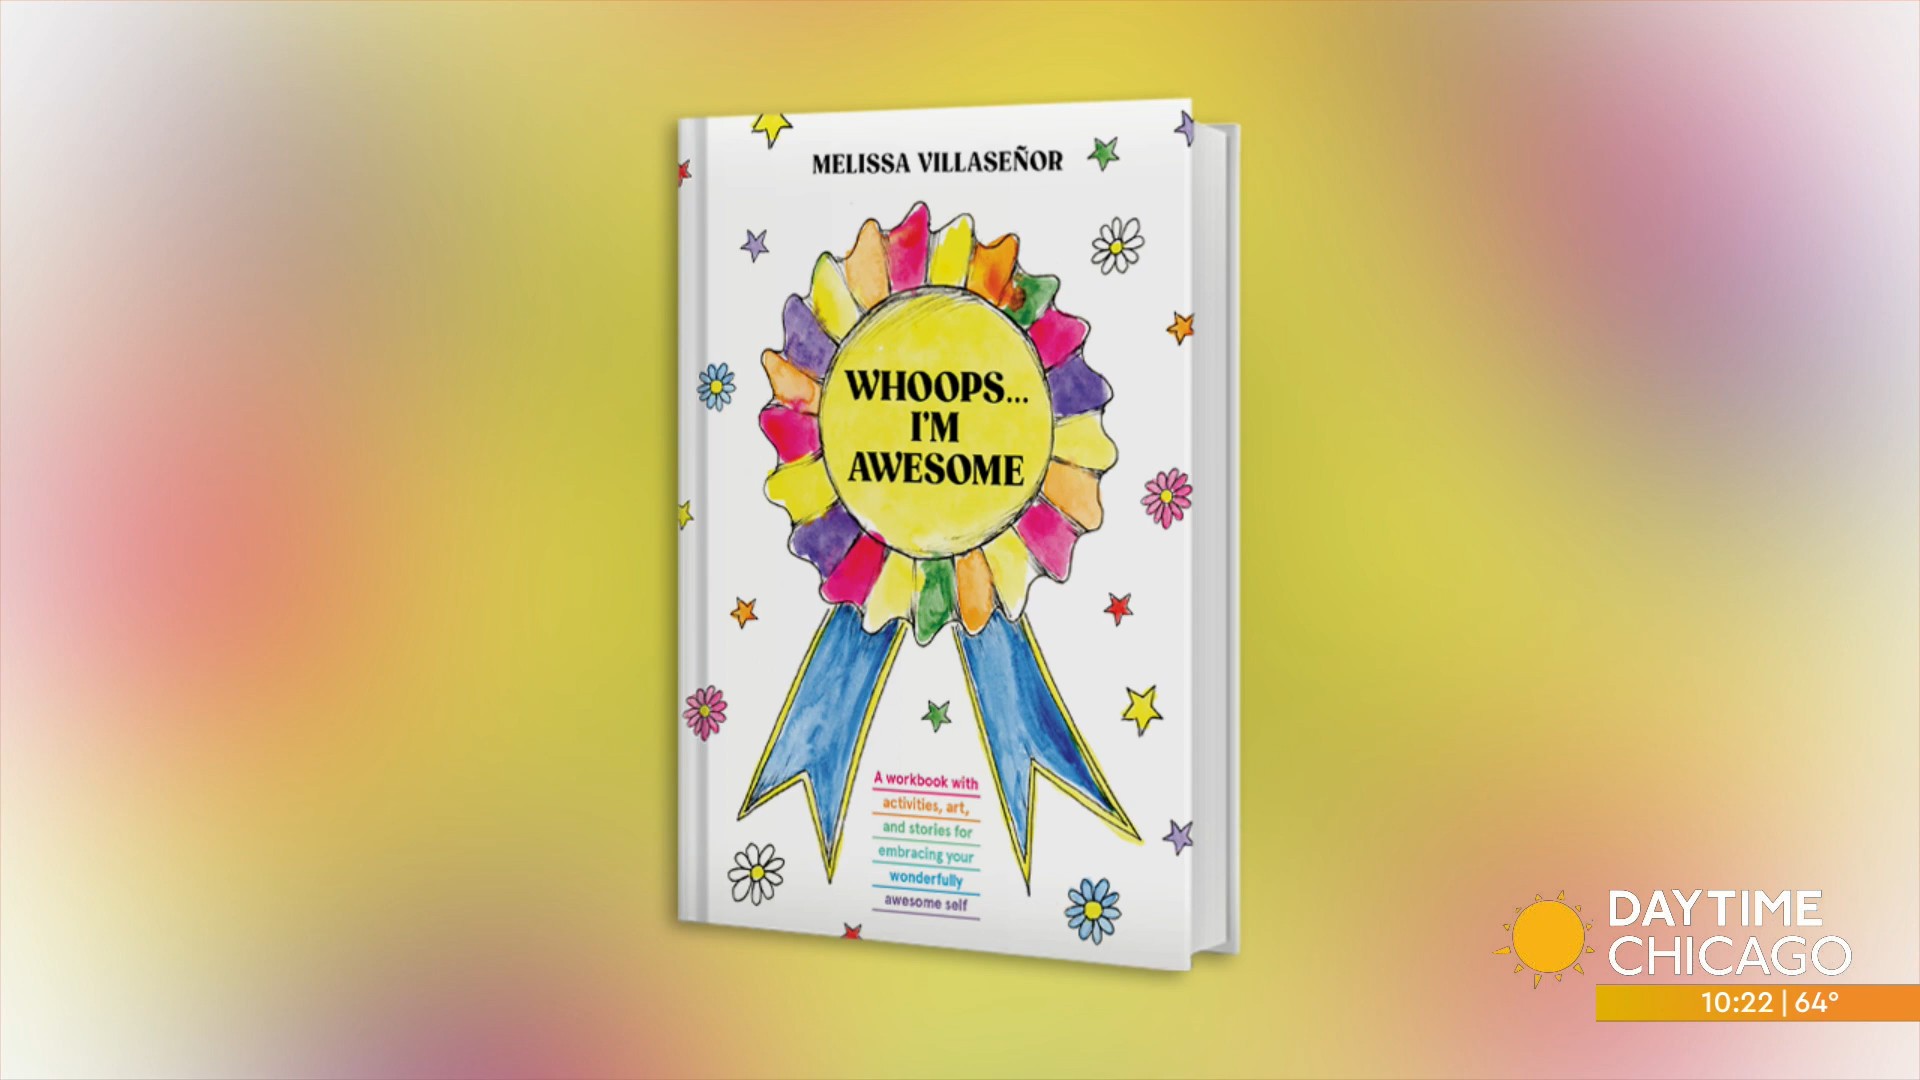 MELISSA VILLASEÑOR
WHOOPS...
I'M
AWESOME
A workbook with
activities, art,
and stories for
embracing your
wonderfully
awesome self
DAYTIME
CHICAGO
10:22 | 64°